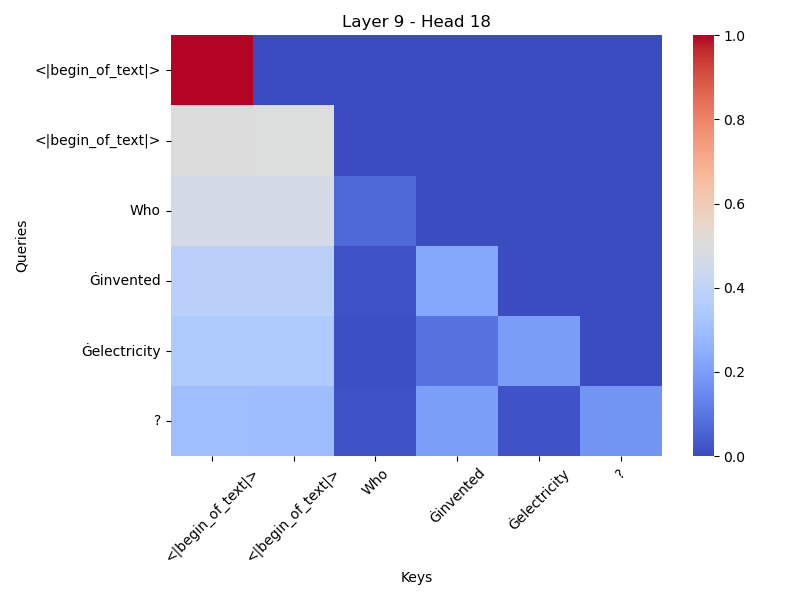 Layer 9 - Head 18
<|begin_of_text|>
<|begin_of_text|>
Who
Ġinvented
Ġelectricity
?
Queries
<|begin_of_text|>
<|begin_of_text|>
Who
Ġinvented
Ġelectricity
?
Keys
1.0
0.8
0.6
0.4
0.2
0.0